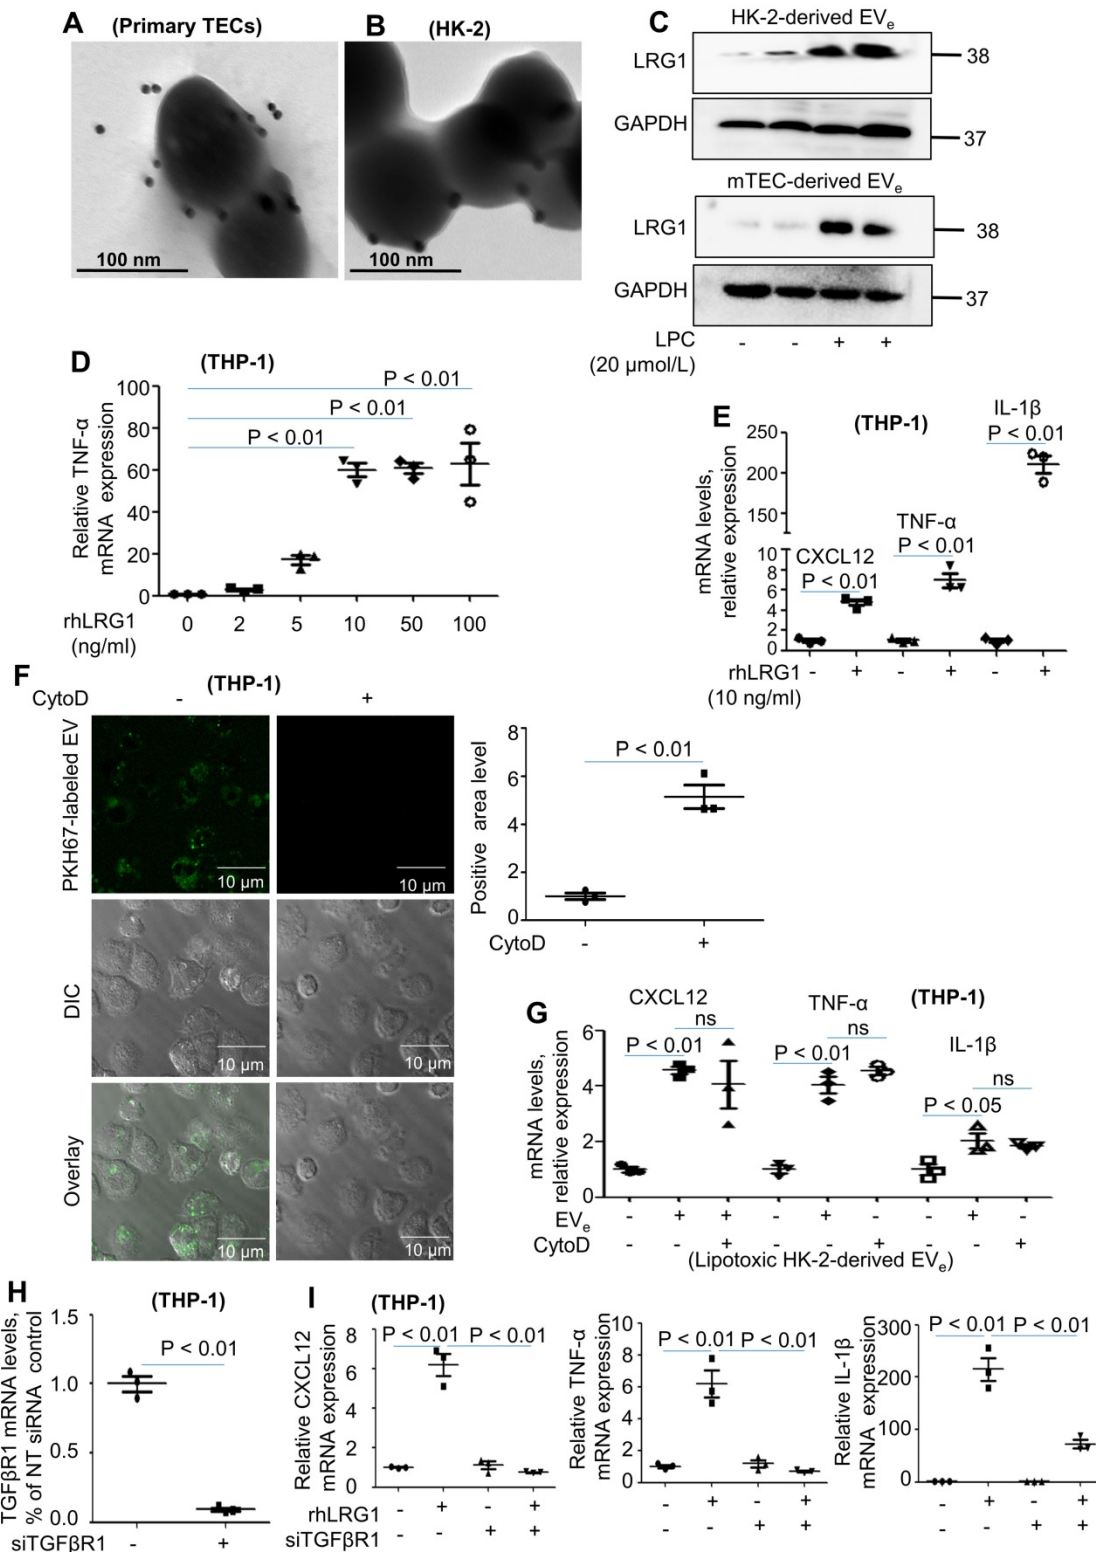 A (Primary TECs)
100 nm
B (HK-2)
100 nm
C
HK-2-derived EVe
LRG1
38
GAPDH
37
mTEC-derived EVe
LRG1
38
GAPDH
37
LPC - - + +
(20 µmol/L)
D (THP-1)
P < 0.01
P < 0.01
P < 0.01
Relative TNF-α
mRNA expression
100
80
60
40
20
0
rhLRG1 0 2 5 10 50 100
(ng/ml)
E (THP-1)
IL-1β
P < 0.01
TNF-α
P < 0.01
CXCL12
P < 0.01
mRNA levels,
relative expression
250
200
150
10
8
6
4
2
0
rhLRG1 - + - + - +
(10 ng/ml)
F (THP-1)
CytoD - +
PKH67-labeled EV
10 µm
10 µm
DIC
10 µm
10 µm
Overlay
10 µm
10 µm
Positive area level
8
6
4
2
0
P < 0.01
CytoD - +
G
CXCL12 TNF-α (THP-1)
IL-1β
ns
P < 0.01
ns
P < 0.01
ns
P < 0.05
mRNA levels,
relative expression
6
4
2
0
EVe - + + - + - - + -
CytoD - - + - - + - - +
(Lipotoxic HK-2-derived EVe)
H (THP-1)
TGFβR1 mRNA levels,
% of NT siRNA control
1.5
1.0
0.5
0.0
P < 0.01
siTGFβR1 - +
I (THP-1)
Relative CXCL12
mRNA expression
8
6
4
2
0
P < 0.01 P < 0.01
rhLRG1 - + - +
siTGFβR1 - - + +
Relative TNF-α
mRNA expression
10
8
6
4
2
0
P < 0.01 P < 0.01
- + - +
- - + +
Relative IL-1β
mRNA expression
300
200
100
0
P < 0.01 P < 0.01
- + - +
- - + +